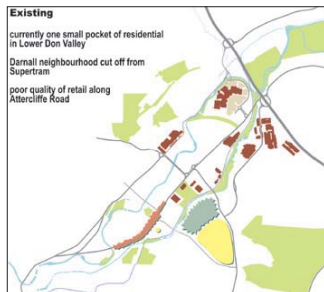 Existing
currently one small pocket of residential
in Lower Don Valley
Darnall neighbourhood cut off from
Supertram
poor quality of retail along
Attercliffe Road